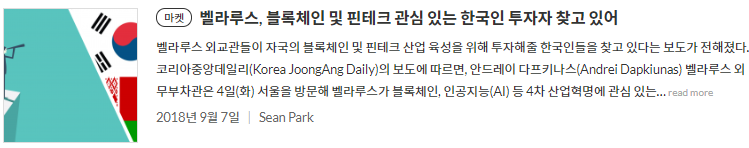 마켓 벨라루스, 블록체인 및 핀테크 관심 있는 한국인 투자자 찾고 있어
벨라루스 외교관들이 자국의 블록체인 및 핀테크 산업 육성을 위해 투자해줄 한국인들을 찾고 있다는 보도가 전해졌다.
코리아중앙데일리(Korea JoongAng Daily)의 보도에 따르면, 안드레이 다프키나스(Andrei Dapkiunas) 벨라루스 외
무부차관은 4일(화) 서울을 방문해 벨라루스가 블록체인, 인공지능(AI) 등 4차 산업혁명에 관심 있는... read more
2018년 9월 7일 | Sean Park